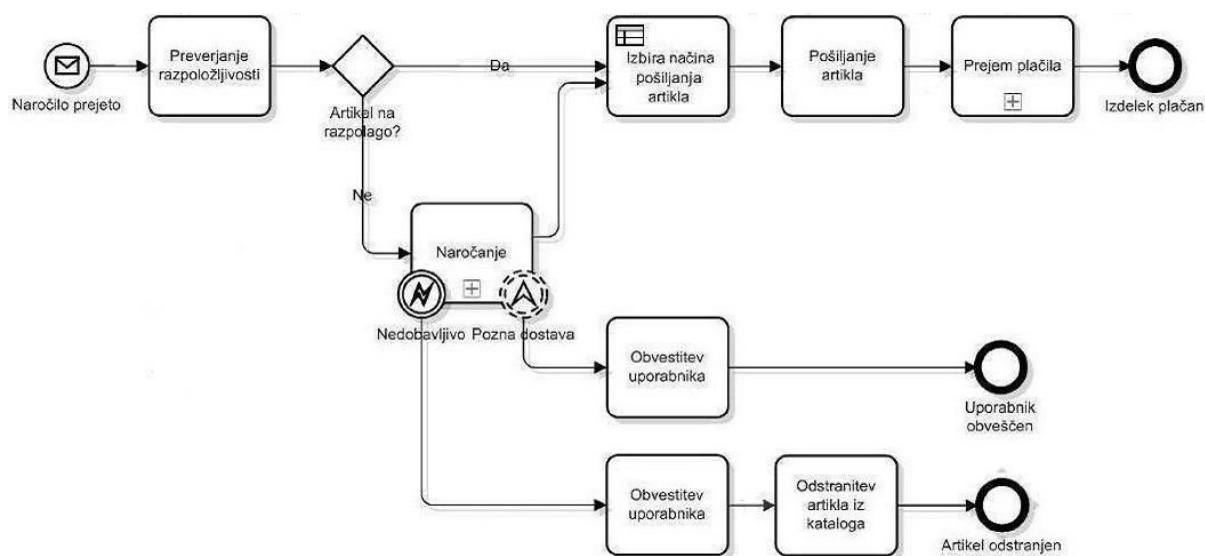 Naročilo prejeto
Preverjanje
razpoložljivosti
Artikel na
razpolago?
Da
Ne
Izbira načina
pošiljanja
artikla
Pošiljanje
artikla
Prejem plačila
Izdelek plačan
Naročanje
Nedobavljivo
Pozna dostava
Obvestitev
uporabnika
Uporabnik
obveščen
Obvestitev
uporabnika
Odstranitev
artikla iz
kataloga
Artikel odstranjen